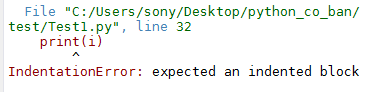 File "C:/Users/sony/Desktop/python_co_ban/
test/Test1.py", line 32
print(i)
^
IndentationError: expected an indented block